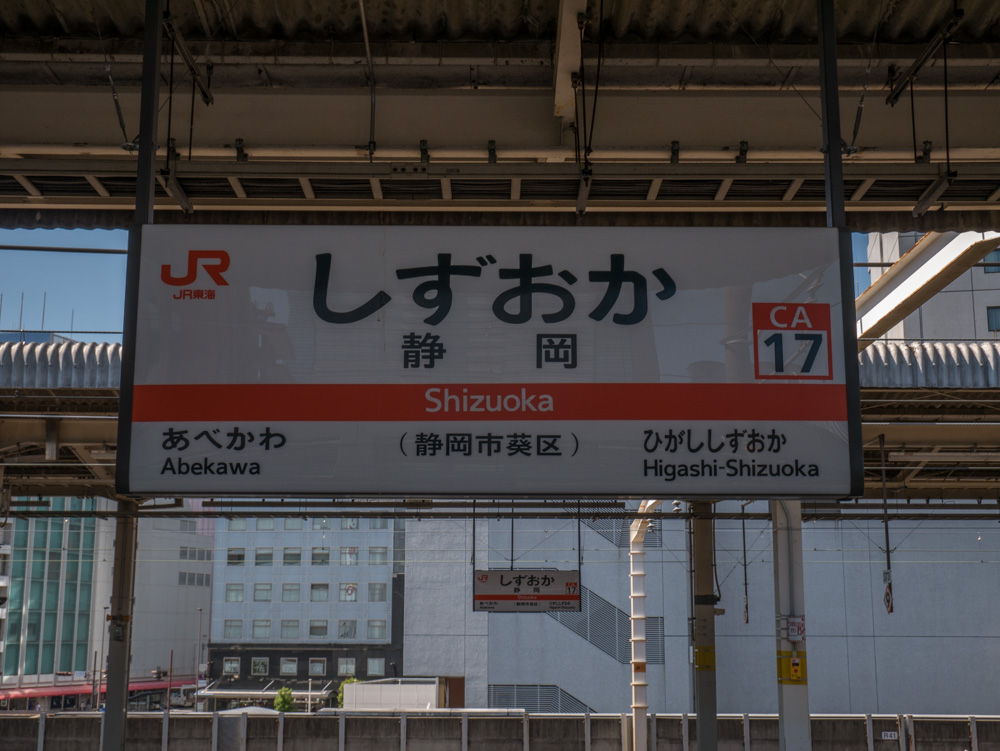 JR
JR東海
しずおか
静岡
CA
17
Shizuoka
あべかわ
Abekawa
(静岡市葵区)
ひがししずおか
Higashi-Shizuoka
しずおか
静岡
17
Shizuoka